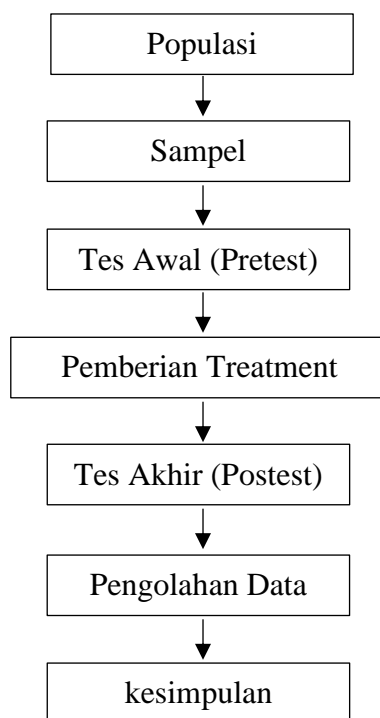 Populasi
Sampel
Tes Awal (Pretest)
Pemberian Treatment
Tes Akhir (Postest)
Pengolahan Data
kesimpulan